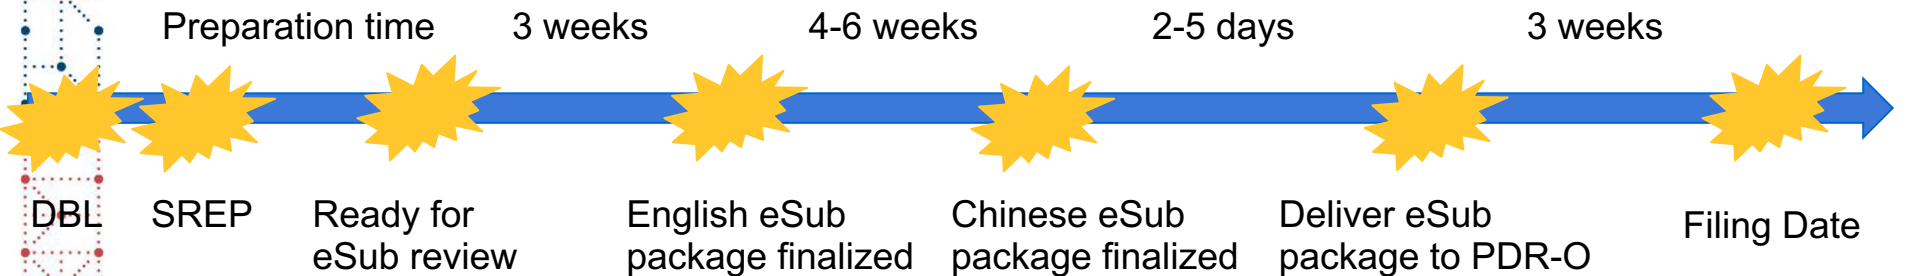 Preparation time
3 weeks
4-6 weeks
2-5 days
3 weeks
DBL
SREP
Ready for
eSub review
English eSub
package finalized
Chinese eSub
package finalized
Deliver eSub
package to PDR-O
Filing Date